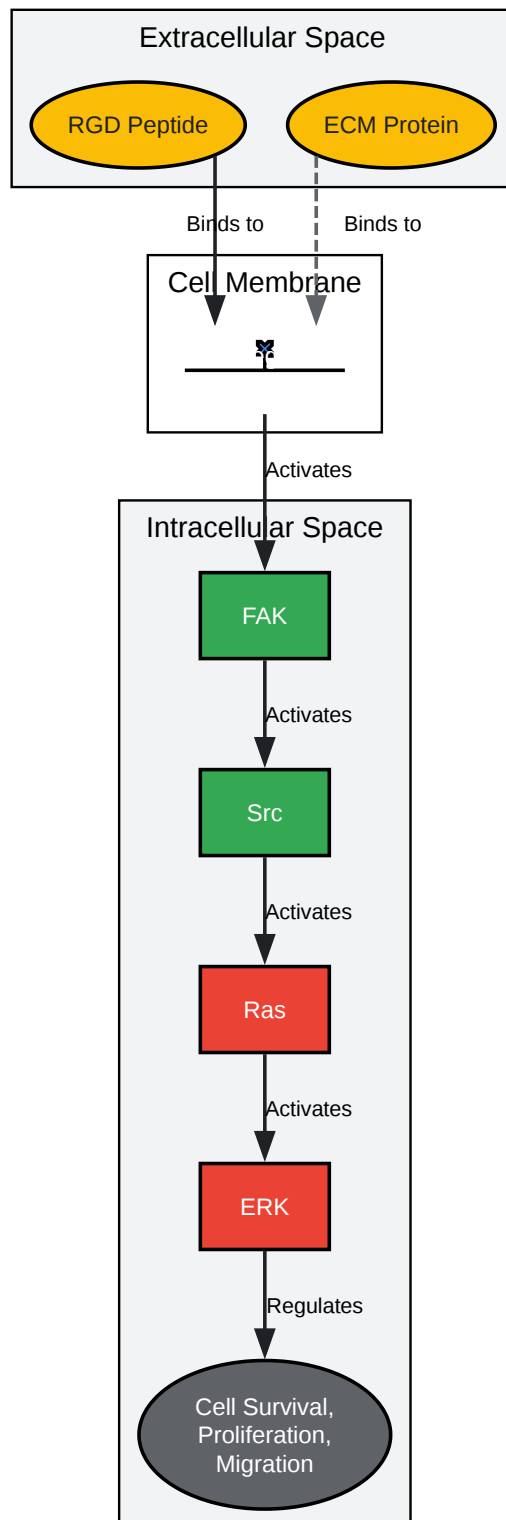 Extracellular Space
RGD Peptide
ECM Protein
Binds to
Binds to
Cell Membrane
Activates
Intracellular Space
FAK
Activates
Src
Activates
Ras
Activates
ERK
Regulates
Cell Survival,
Proliferation,
Migration